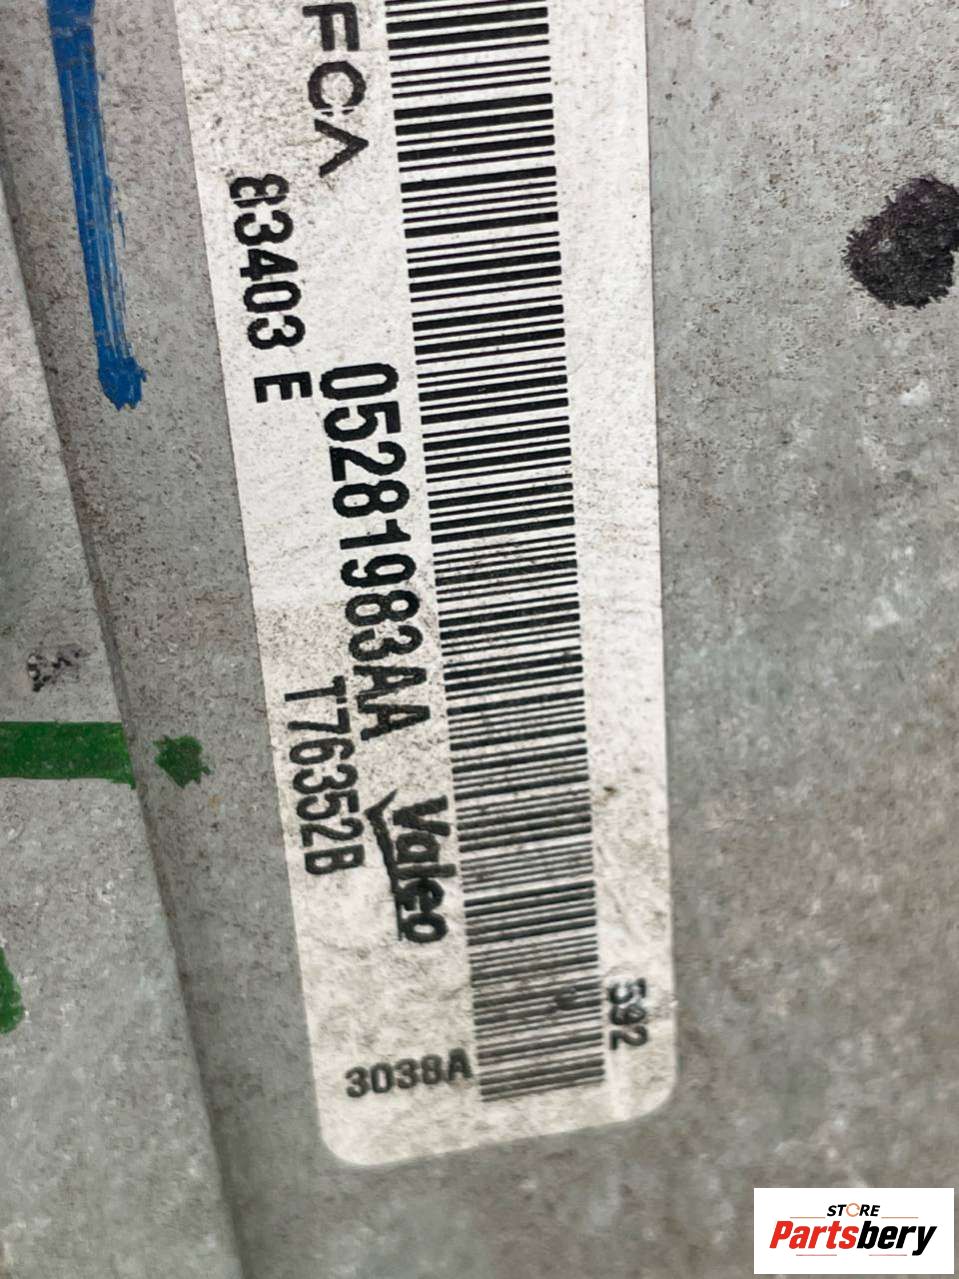 FCA
83403 E
05281983AA
T76352B
Valeo
592
3038A
STORE
Partsbery